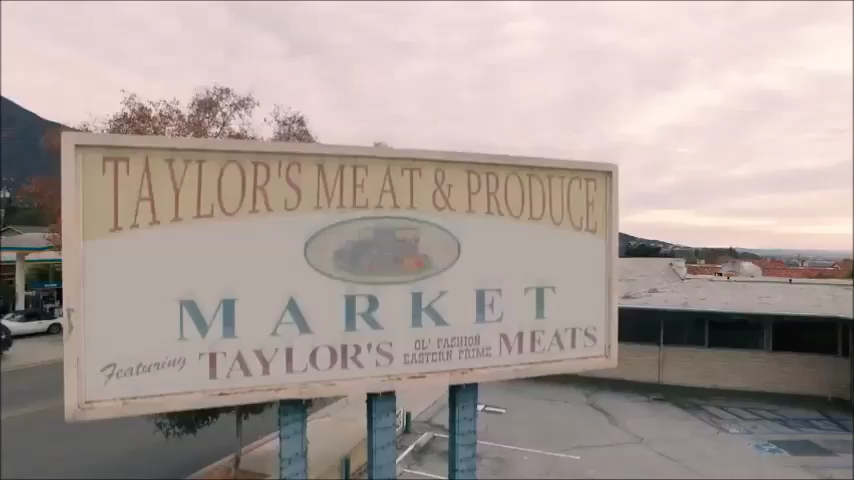 TAYLOR'S MEAT & PRODUCE
MARKET
Featuring TAYLOR'S OL' FASHION EASTERN PRIME MEATS